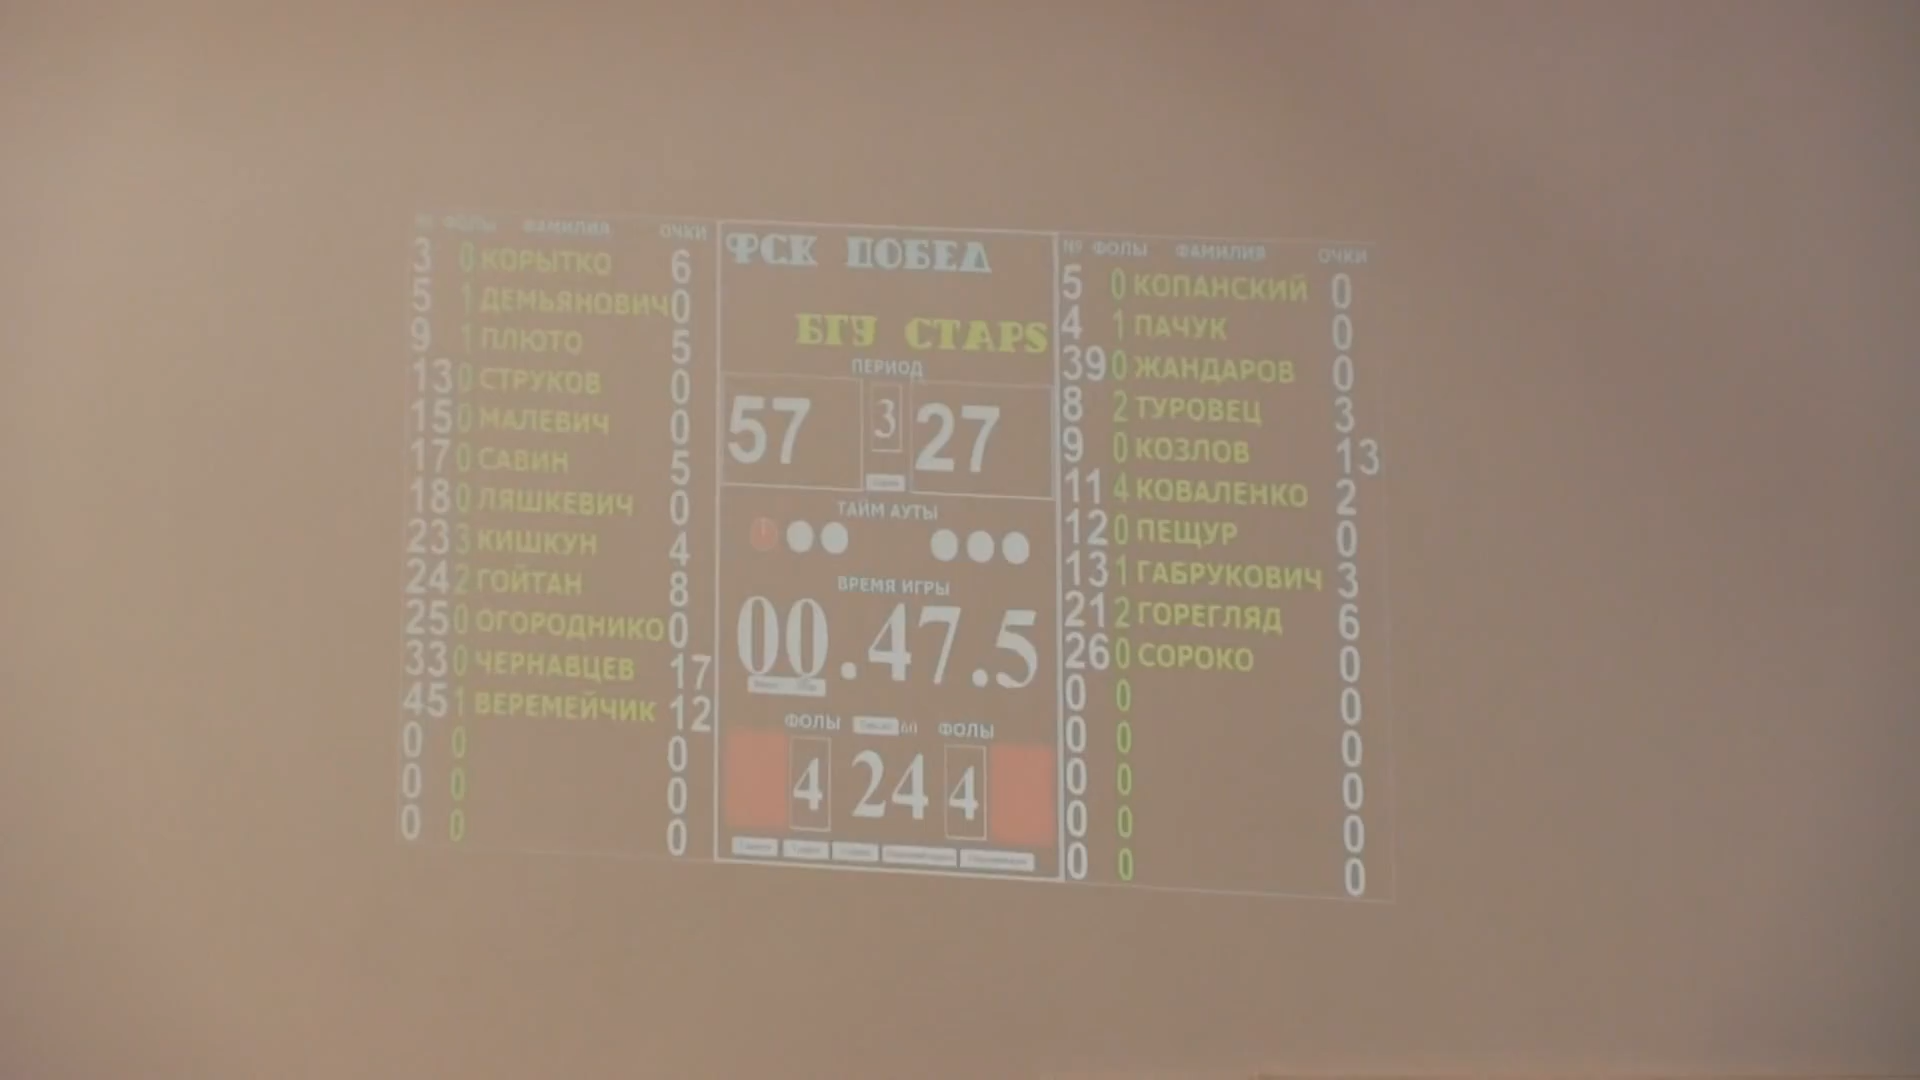 № ФОЛЫ ФАМИЛИЯ ОЧКИ
3 0 КОРЫТКО 6
5 1 ДЕМЬЯНОВИЧ 0
9 1 ПЛЮТО 5
13 0 СТРУКОВ 0
15 0 МАЛЕВИЧ 0
17 0 САВИН 5
18 0 ЛЯШКЕВИЧ 0
23 3 КИШКУН 4
24 2 ГОЙТАН 8
25 0 ОГОРОДНИКО 0
33 0 ЧЕРНАВЦЕВ 17
45 1 ВЕРЕМЕЙЧИК 12
0 0 0
0 0 0
0 0 0
ФСК ПОБЕД
БГУ СТАРS
ПЕРИОД
57 3 27
ТАЙМ АУТЫ
ВРЕМЯ ИГРЫ
00.47.5
ФОЛЫ 60 ФОЛЫ
4 24 4
№ ФОЛЫ ФАМИЛИЯ ОЧКИ
5 0 КОПАНСКИЙ 0
4 1 ПАЧУК 0
39 0 ЖАНДАРОВ 0
8 2 ТУРОВЕЦ 3
9 0 КОЗЛОВ 13
11 4 КОВАЛЕНКО 2
12 0 ПЕЩУР 0
13 1 ГАБРУКОВИЧ 3
21 2 ГОРЕГЛЯД 6
26 0 СОРОКО 0
0 0 0
0 0 0
0 0 0
0 0 0
0 0 0